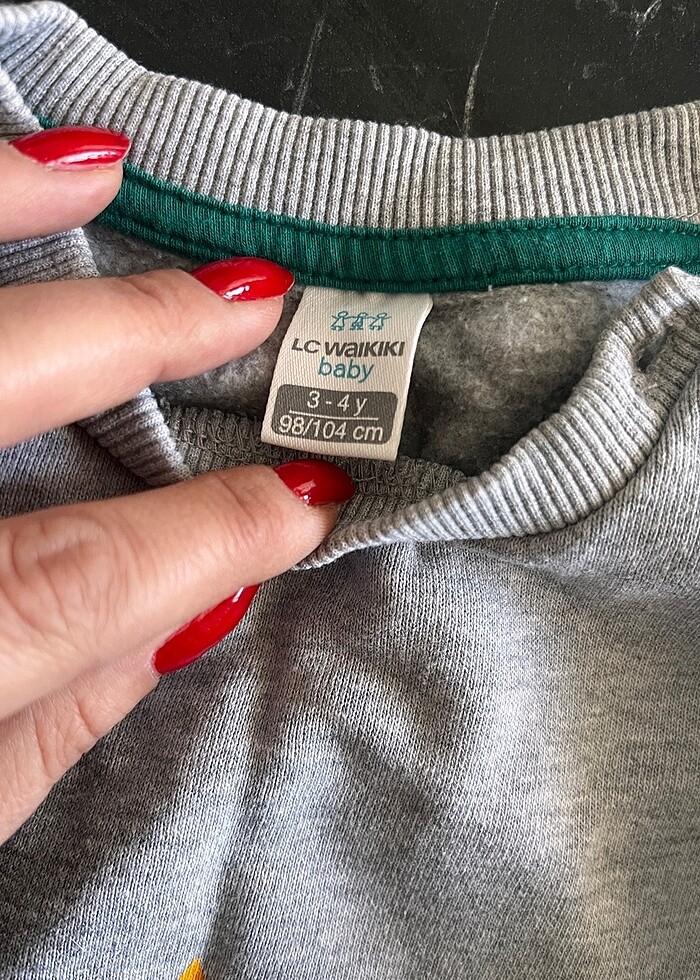 LC WAIKIKI
baby
3 - 4 y
98/104 cm